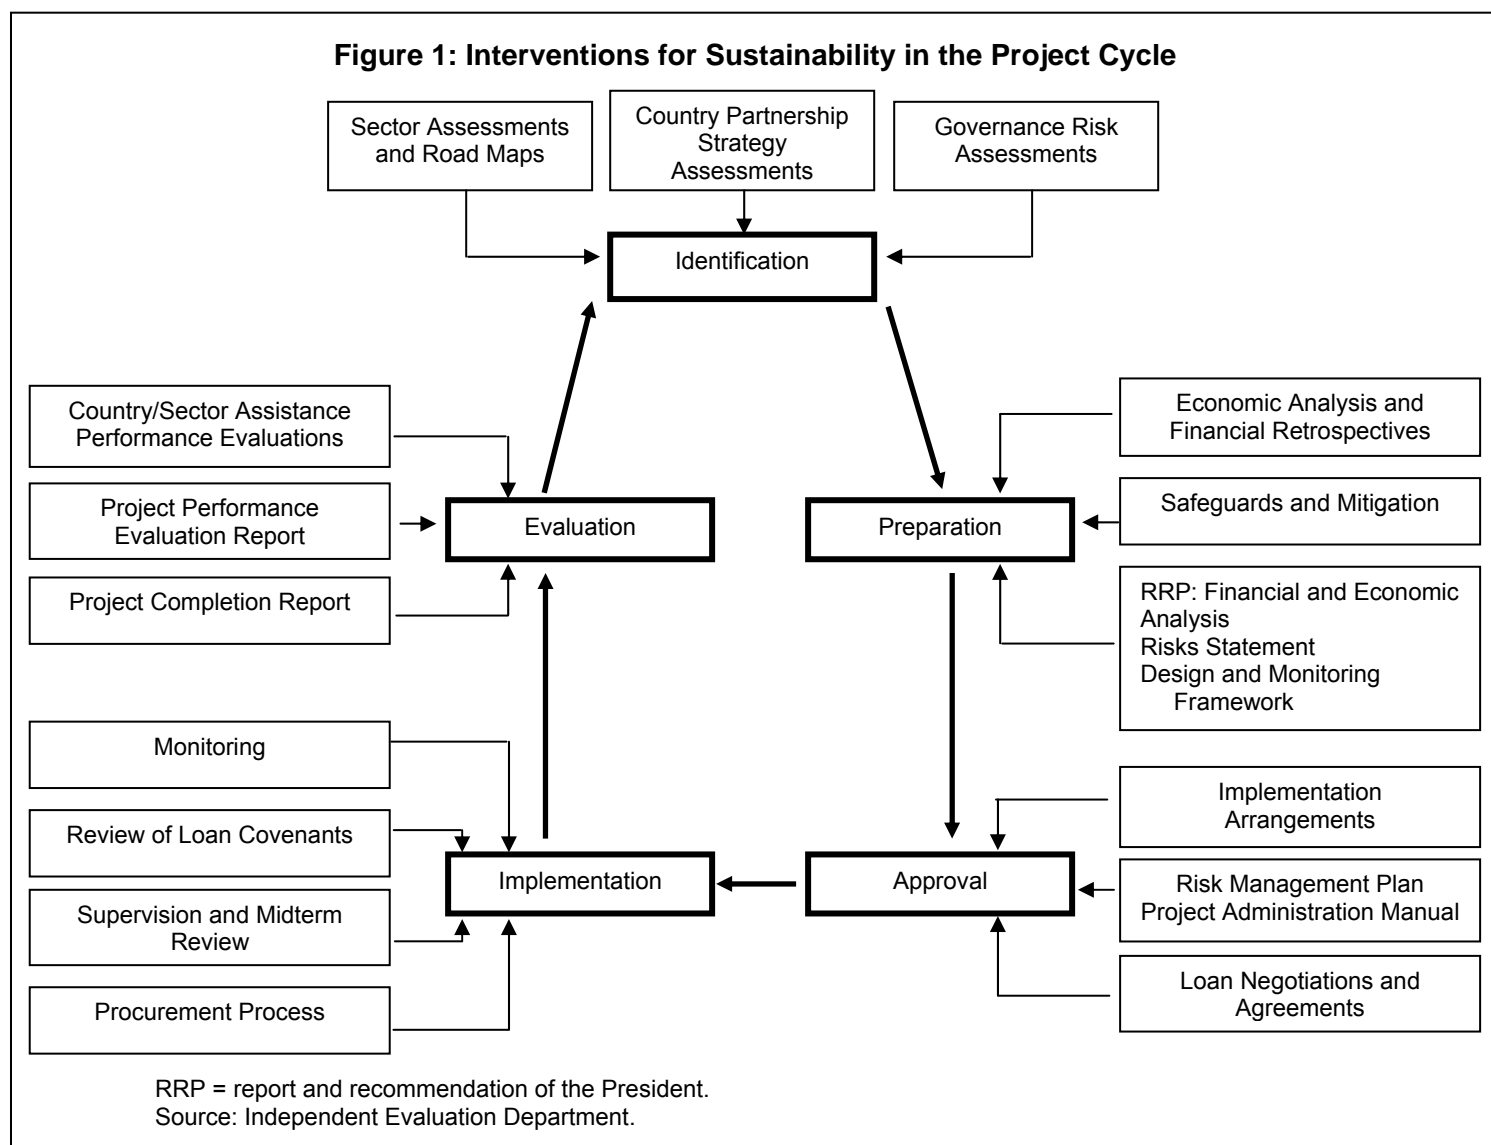 Figure 1: Interventions for Sustainability in the Project Cycle
Sector Assessments
and Road Maps
Country Partnership
Strategy
Assessments
Governance Risk
Assessments
Identification
Country/Sector Assistance
Performance Evaluations
Project Performance
Evaluation Report
Project Completion Report
Evaluation
Preparation
Economic Analysis and
Financial Retrospectives
Safeguards and Mitigation
RRP: Financial and Economic
Analysis
Risks Statement
Design and Monitoring
Framework
Monitoring
Review of Loan Covenants
Supervision and Midterm
Review
Procurement Process
Implementation
Approval
Implementation
Arrangements
Risk Management Plan
Project Administration Manual
Loan Negotiations and
Agreements
RRP = report and recommendation of the President.
Source: Independent Evaluation Department.